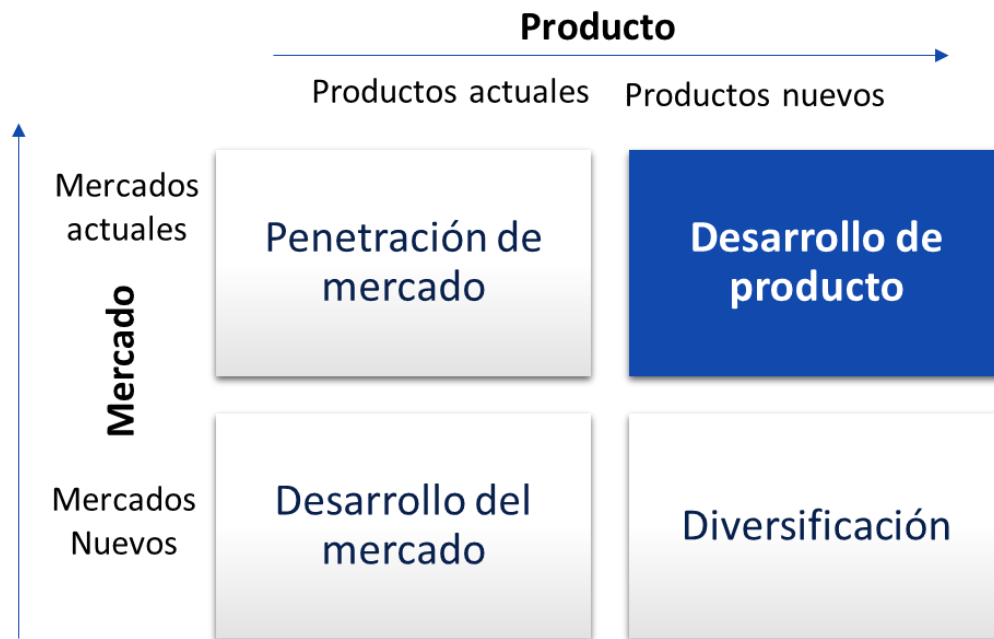 Producto
Productos actuales
Productos nuevos
Mercado
Mercados
actuales
Penetración de
mercado
Desarrollo de
producto
Mercados
Nuevos
Desarrollo del
mercado
Diversificación